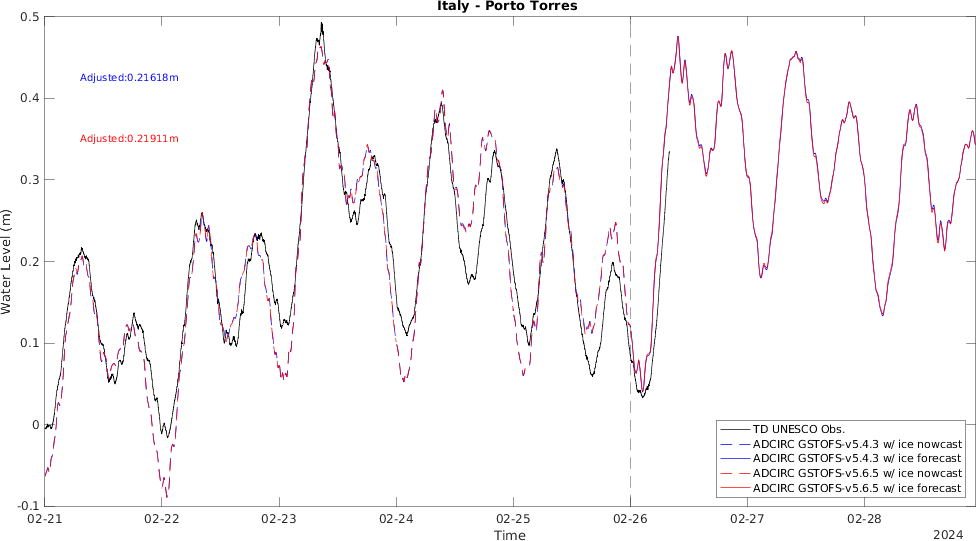 Italy - Porto Torres
Adjusted:0.21618m
Adjusted:0.21911m
Water Level (m)
0.5
0.4
0.3
0.2
0.1
0
-0.1
02-21
02-22
02-23
02-24
02-25
02-26
02-27
02-28
Time
2024
TD UNESCO Obs.
ADCIRC GSTOFS-v5.4.3 w/ ice nowcast
ADCIRC GSTOFS-v5.4.3 w/ ice forecast
ADCIRC GSTOFS-v5.6.5 w/ ice nowcast
ADCIRC GSTOFS-v5.6.5 w/ ice forecast